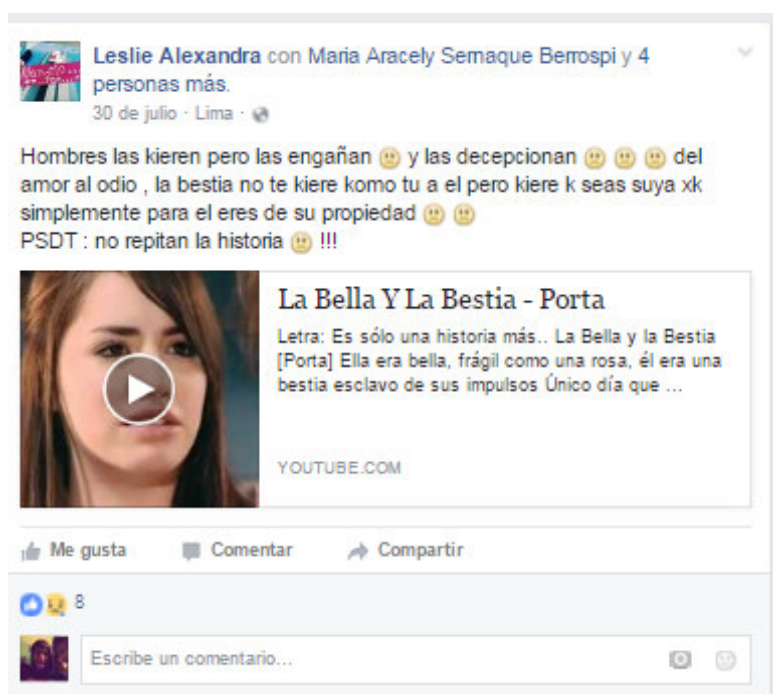 Leslie Alexandra con Maria Aracely Semaque Berrospi y 4
personas más.
30 de julio · Lima ·
Hombres las kieren pero las engañan y las decepcionan del
amor al odio , la bestia no te kiere komo tu a el pero kiere k seas suya xk
simplemente para el eres de su propiedad
PSDT : no repitan la historia !!!
La Bella Y La Bestia - Porta
Letra: Es sólo una historia más.. La Bella y la Bestia
[Porta] Ella era bella, frágil como una rosa, él era una
bestia esclavo de sus impulsos Único día que ...
YOUTUBE.COM
Me gusta Comentar Compartir
8
Escribe un comentario...